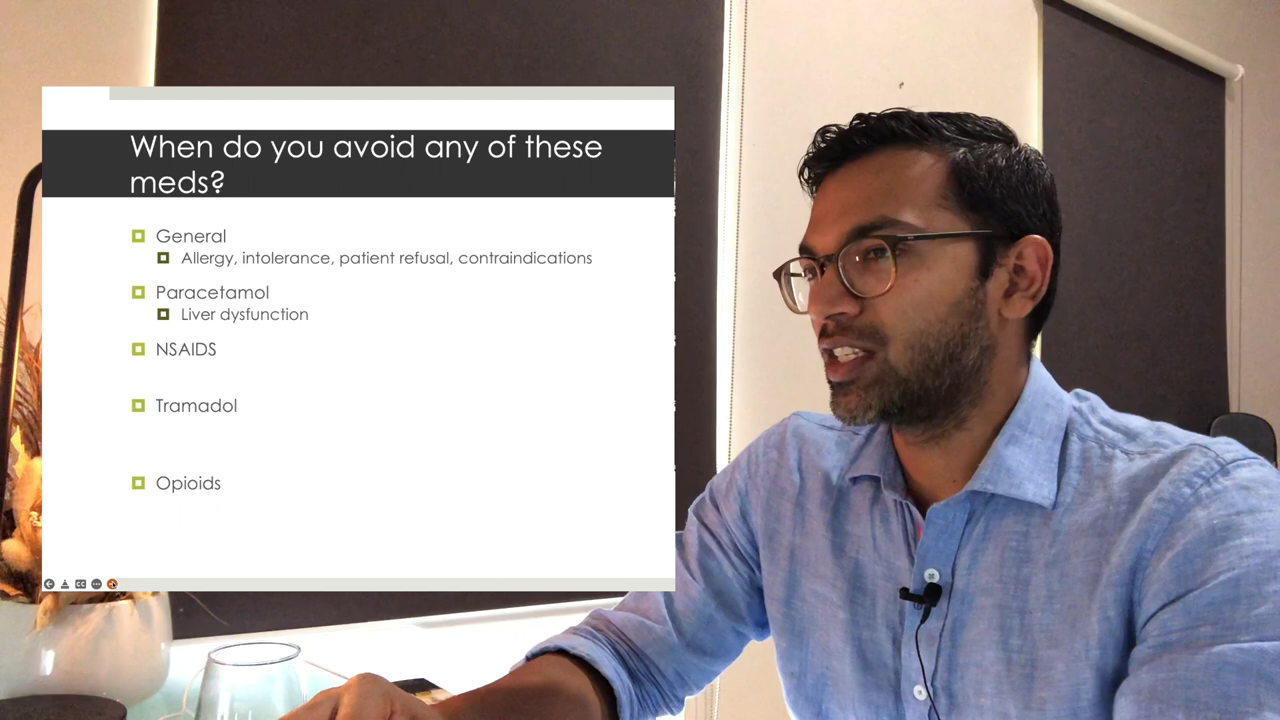 When do you avoid any of these
meds?
General
Allergy, intolerance, patient refusal, contraindications
Paracetamol
Liver dysfunction
NSAIDS
Tramadol
Opioids